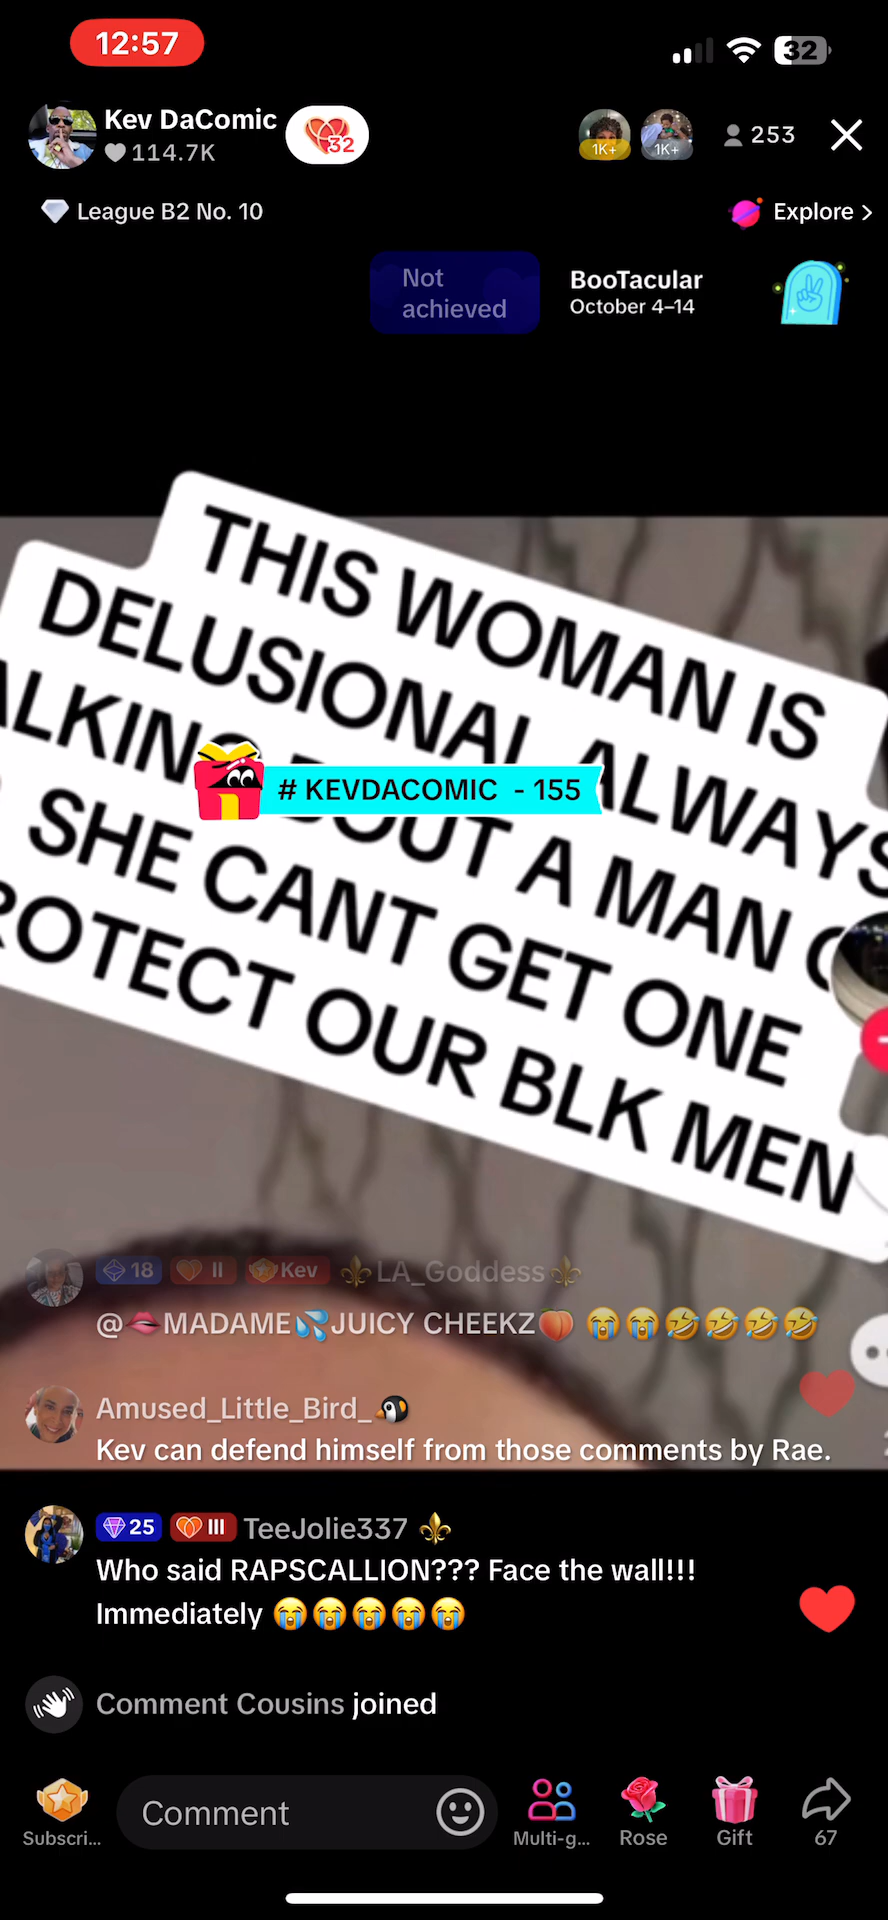 12:57
32
Kev DaComic
114.7K
32
1K+
1K+
253
League B2 No. 10
Explore >
Not
achieved
BooTacular
October 4–14
THIS WOMAN IS
DELUSIONAL ALWAYS
ABOUT A MAN
# KEVDACOMIC - 155
SHE CANT GET ONE
OUR BLK MEN
18 II Kev LA_Goddess
@👄MADAME💦JUICY CHEEKZ🍑 😭😭🤣🤣🤣🤣
Amused_Little_Bird_🐧
Kev can defend himself from those comments by Rae.
25 III TeeJolie337 ⚜️
Who said RAPSCALLION??? Face the wall!!!
Immediately 😭😭😭😭😭
Comment Cousins joined
Comment
Subscri...
Multi-g...
Rose
Gift
67